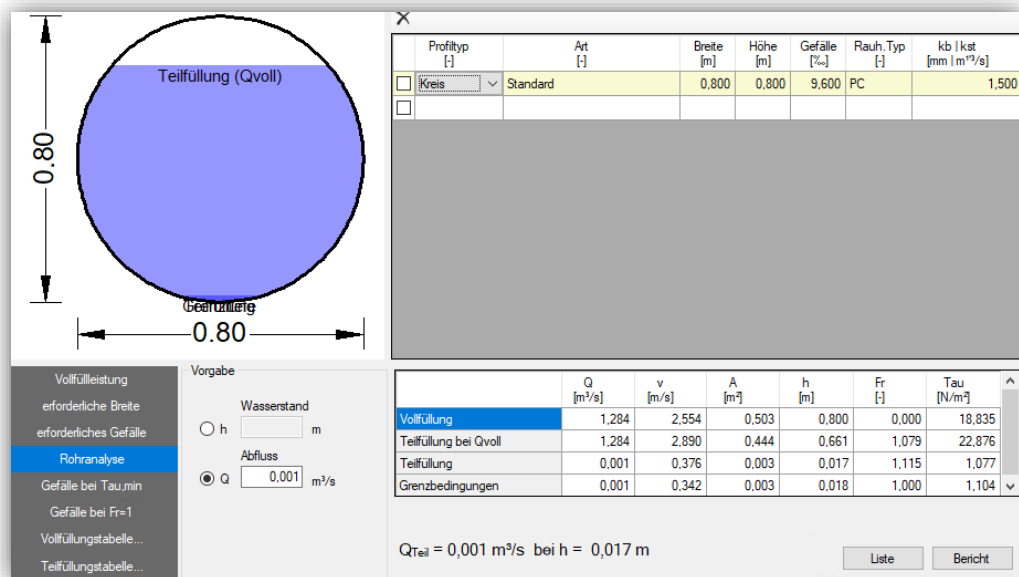 Teilfüllung (Qvoll)
0.80
0.80
Profiltyp [-] Art [-] Breite [m] Höhe [m] Gefälle [‰] Rauh.Typ [-] kb | kst [mm | m¹'³/s]
Kreis Standard 0,800 0,800 9,600 PC 1,500
Vollfüllleistung
erforderliche Breite
erforderliches Gefälle
Rohranalyse
Gefälle bei Tau,min
Gefälle bei Fr=1
Vollfüllungstabelle...
Teilfüllungstabelle...
Vorgabe
Wasserstand
h m
Abfluss
Q 0,001 m³/s
Q [m³/s] v [m/s] A [m²] h [m] Fr [-] Tau [N/m²]
Vollfüllung 1,284 2,554 0,503 0,800 0,000 18,835
Teilfüllung bei Qvoll 1,284 2,890 0,444 0,661 1,079 22,876
Teilfüllung 0,001 0,376 0,003 0,017 1,115 1,077
Grenzbedingungen 0,001 0,342 0,003 0,018 1,000 1,104
QTeil = 0,001 m³/s bei h = 0,017 m
Liste Bericht